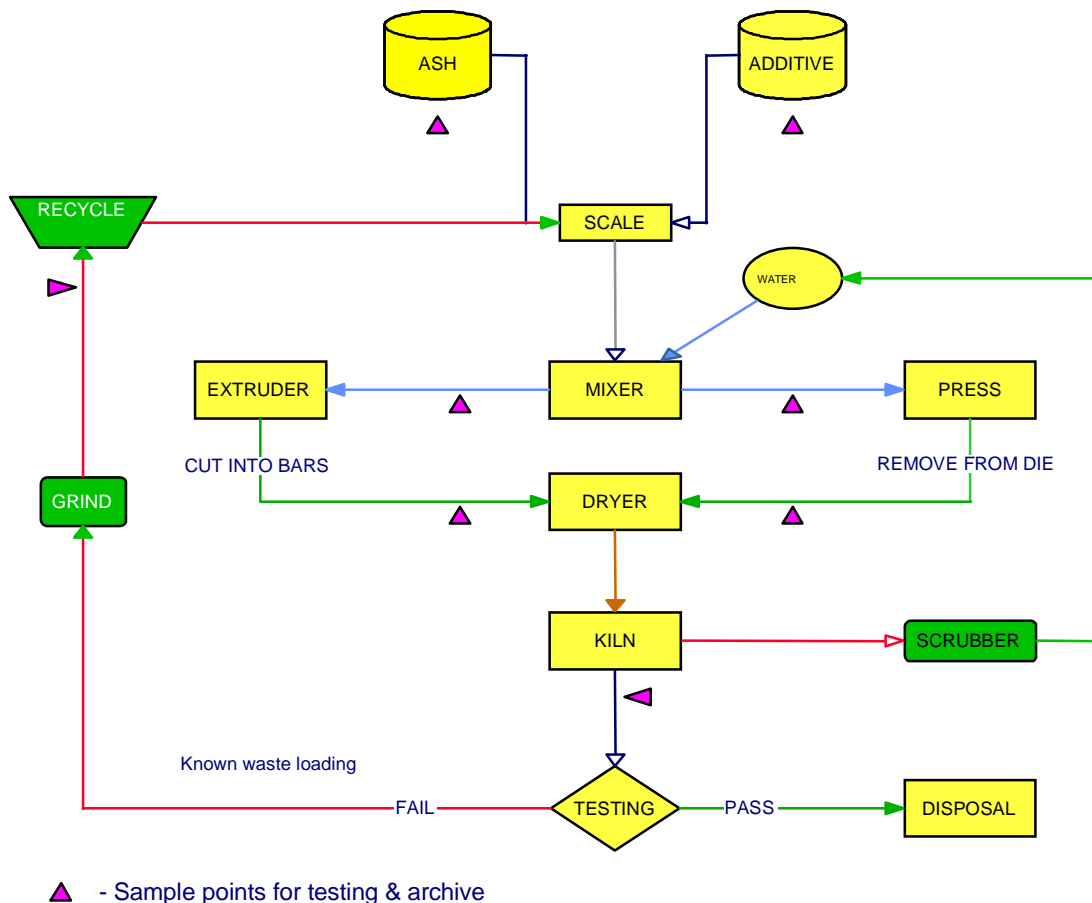 ASH
ADDITIVE
RECYCLE
SCALE
WATER
EXTRUDER
MIXER
PRESS
CUT INTO BARS
REMOVE FROM DIE
GRIND
DRYER
KILN
SCRUBBER
Known waste loading
FAIL
TESTING
PASS
DISPOSAL
- Sample points for testing & archive